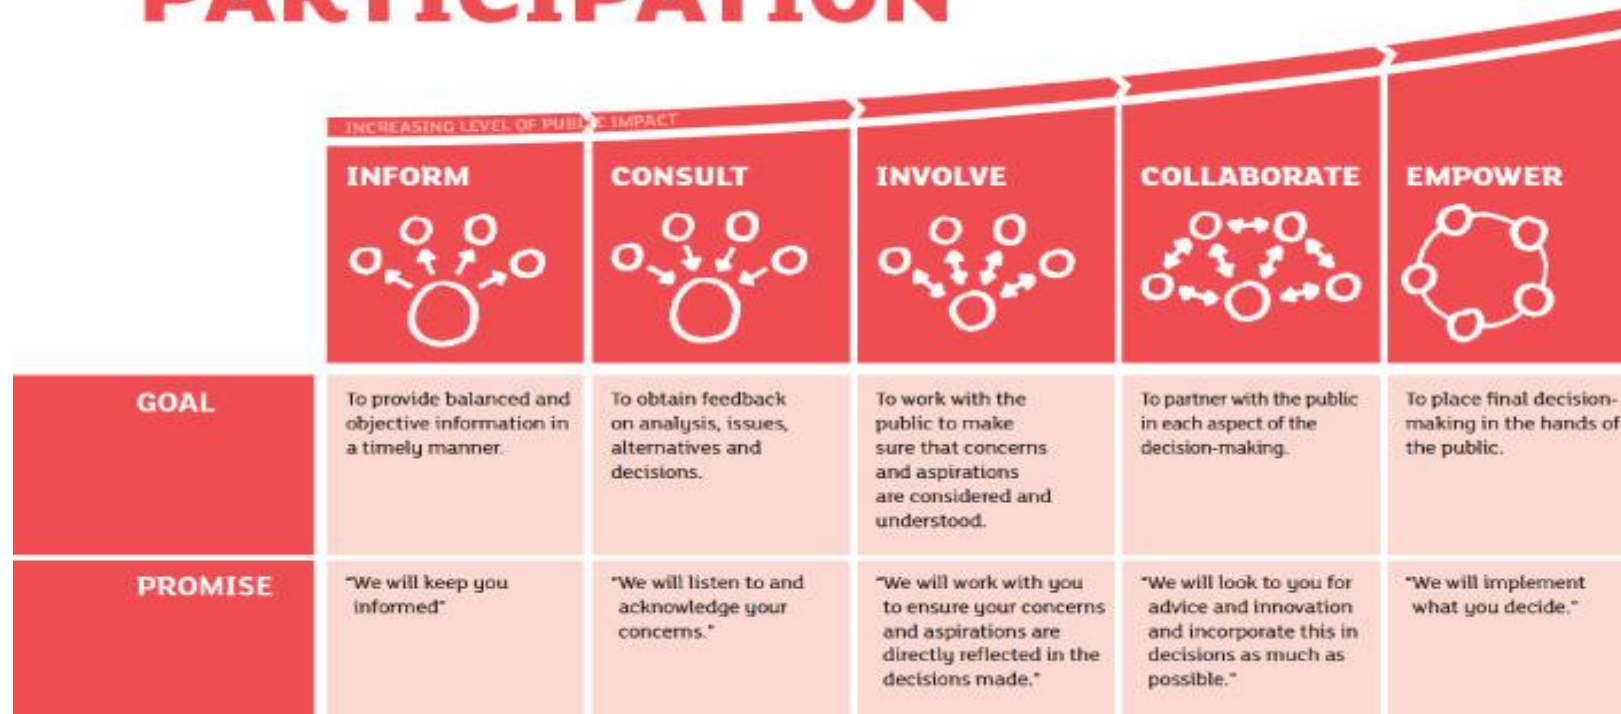 PARTICIPATION
INCREASING LEVEL OF PUBLIC IMPACT
INFORM
CONSULT
INVOLVE
COLLABORATE
EMPOWER
GOAL
To provide balanced and
objective information in
a timely manner.
To obtain feedback
on analysis, issues,
alternatives and
decisions.
To work with the
public to make
sure that concerns
and aspirations
are considered and
understood.
To partner with the public
in each aspect of the
decision-making.
To place final decision-
making in the hands of
the public.
PROMISE
"We will keep you
informed"
"We will listen to and
acknowledge your
concerns."
"We will work with you
to ensure your concerns
and aspirations are
directly reflected in the
decisions made."
"We will look to you for
advice and innovation
and incorporate this in
decisions as much as
possible."
"We will implement
what you decide."